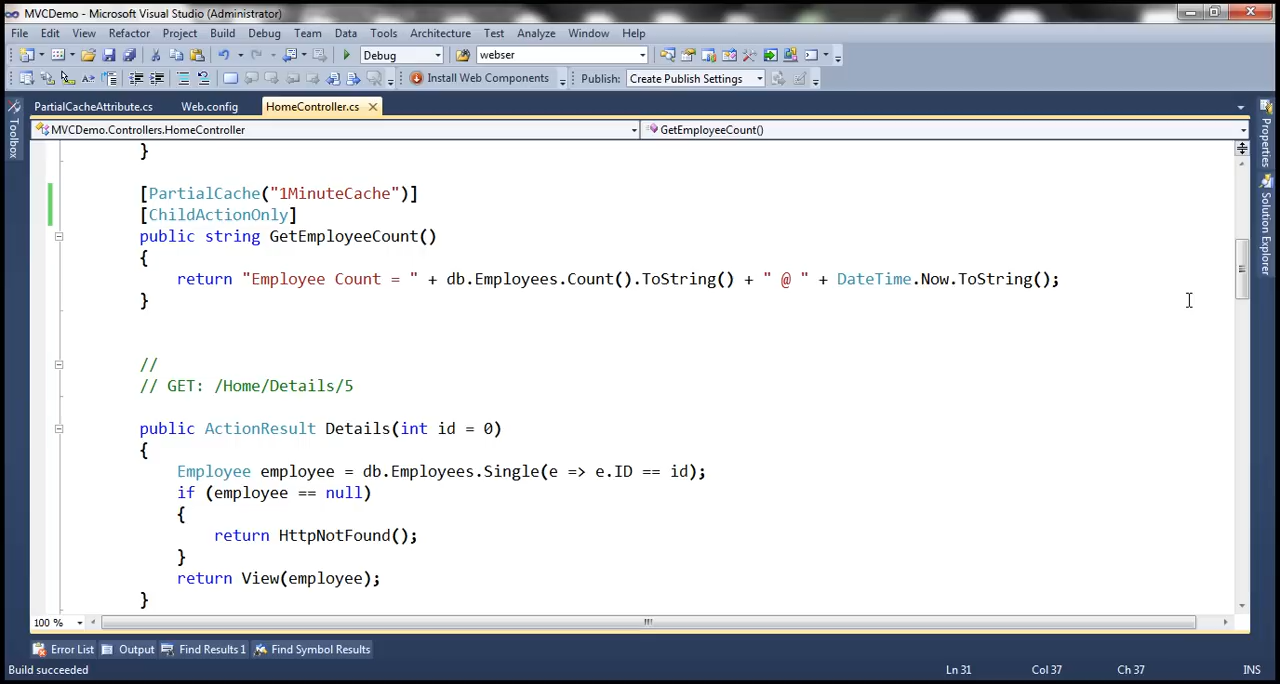 MVCDemo - Microsoft Visual Studio (Administrator)
File Edit View Refactor Project Build Debug Team Data Tools Architecture Test Analyze Window Help
Debug webser
Install Web Components Publish: Create Publish Settings
PartialCacheAttribute.cs Web.config HomeController.cs
MVCDemo.Controllers.HomeController GetEmployeeCount()
}
[PartialCache("1MinuteCache")]
[ChildActionOnly]
public string GetEmployeeCount()
{
return "Employee Count = " + db.Employees.Count().ToString() + " @ " + DateTime.Now.ToString();
}
//
// GET: /Home/Details/5
public ActionResult Details(int id = 0)
{
Employee employee = db.Employees.Single(e => e.ID == id);
if (employee == null)
{
return HttpNotFound();
}
return View(employee);
}
Toolbox
Properties
Solution Explorer
100 %
Error List Output Find Results 1 Find Symbol Results
Build succeeded Ln 31 Col 37 Ch 37 INS